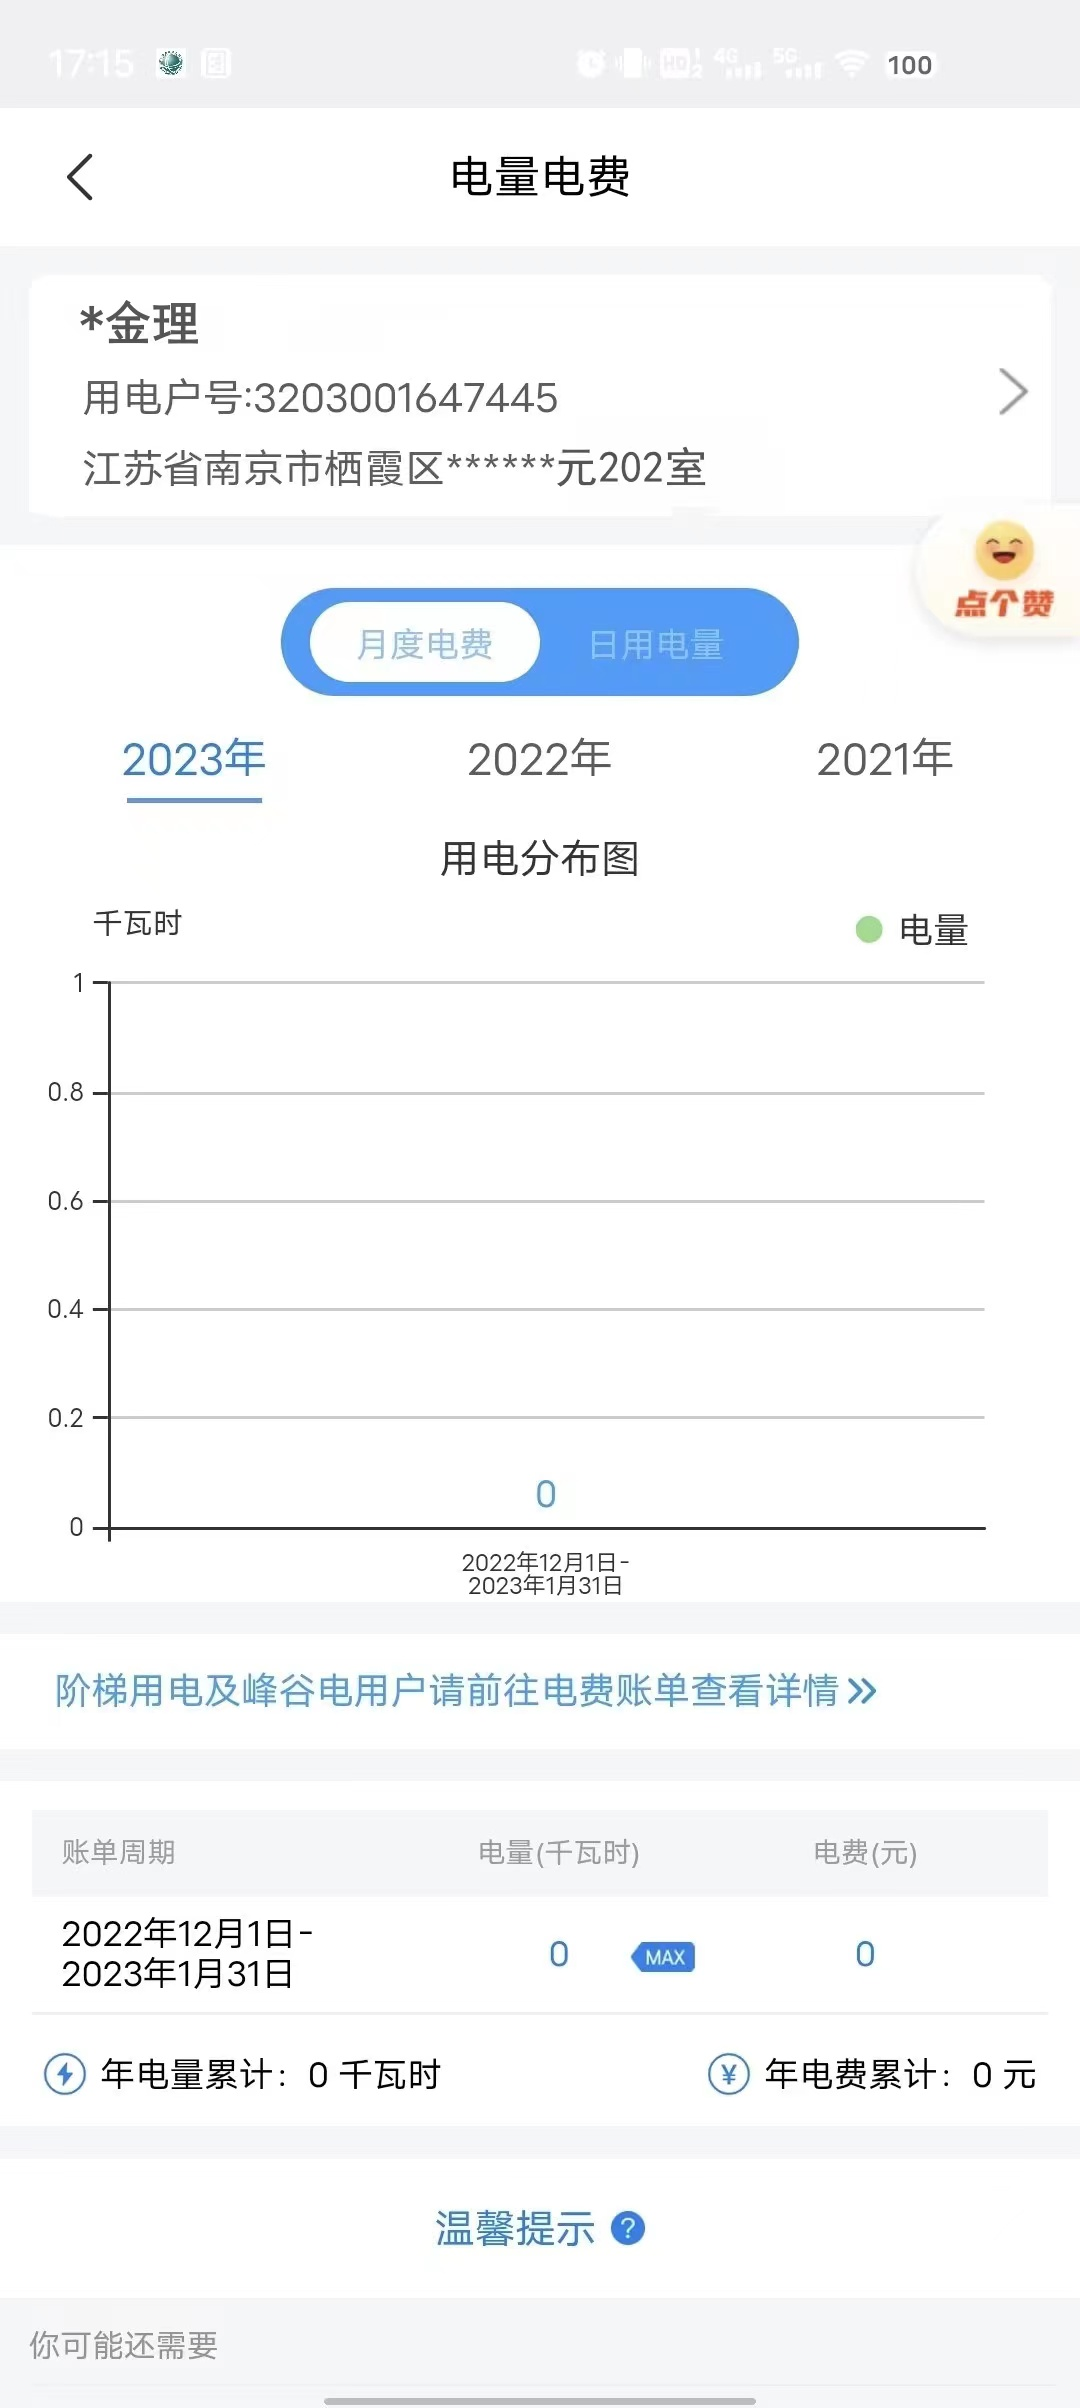 17:15 HD 2 4G 5G 100
电量电费
*金理
用电户号:3203001647445
江苏省南京市栖霞区******元202室
点个赞
月度电费 日用电量
2023年 2022年 2021年
用电分布图
千瓦时 电量
1
0.8
0.6
0.4
0.2
0
0
2022年12月1日-
2023年1月31日
阶梯用电及峰谷电用户请前往电费账单查看详情
账单周期 电量(千瓦时) 电费(元)
2022年12月1日-
2023年1月31日
0 MAX 0
年电量累计：0 千瓦时 ¥ 年电费累计：0 元
温馨提示 ?
你可能还需要